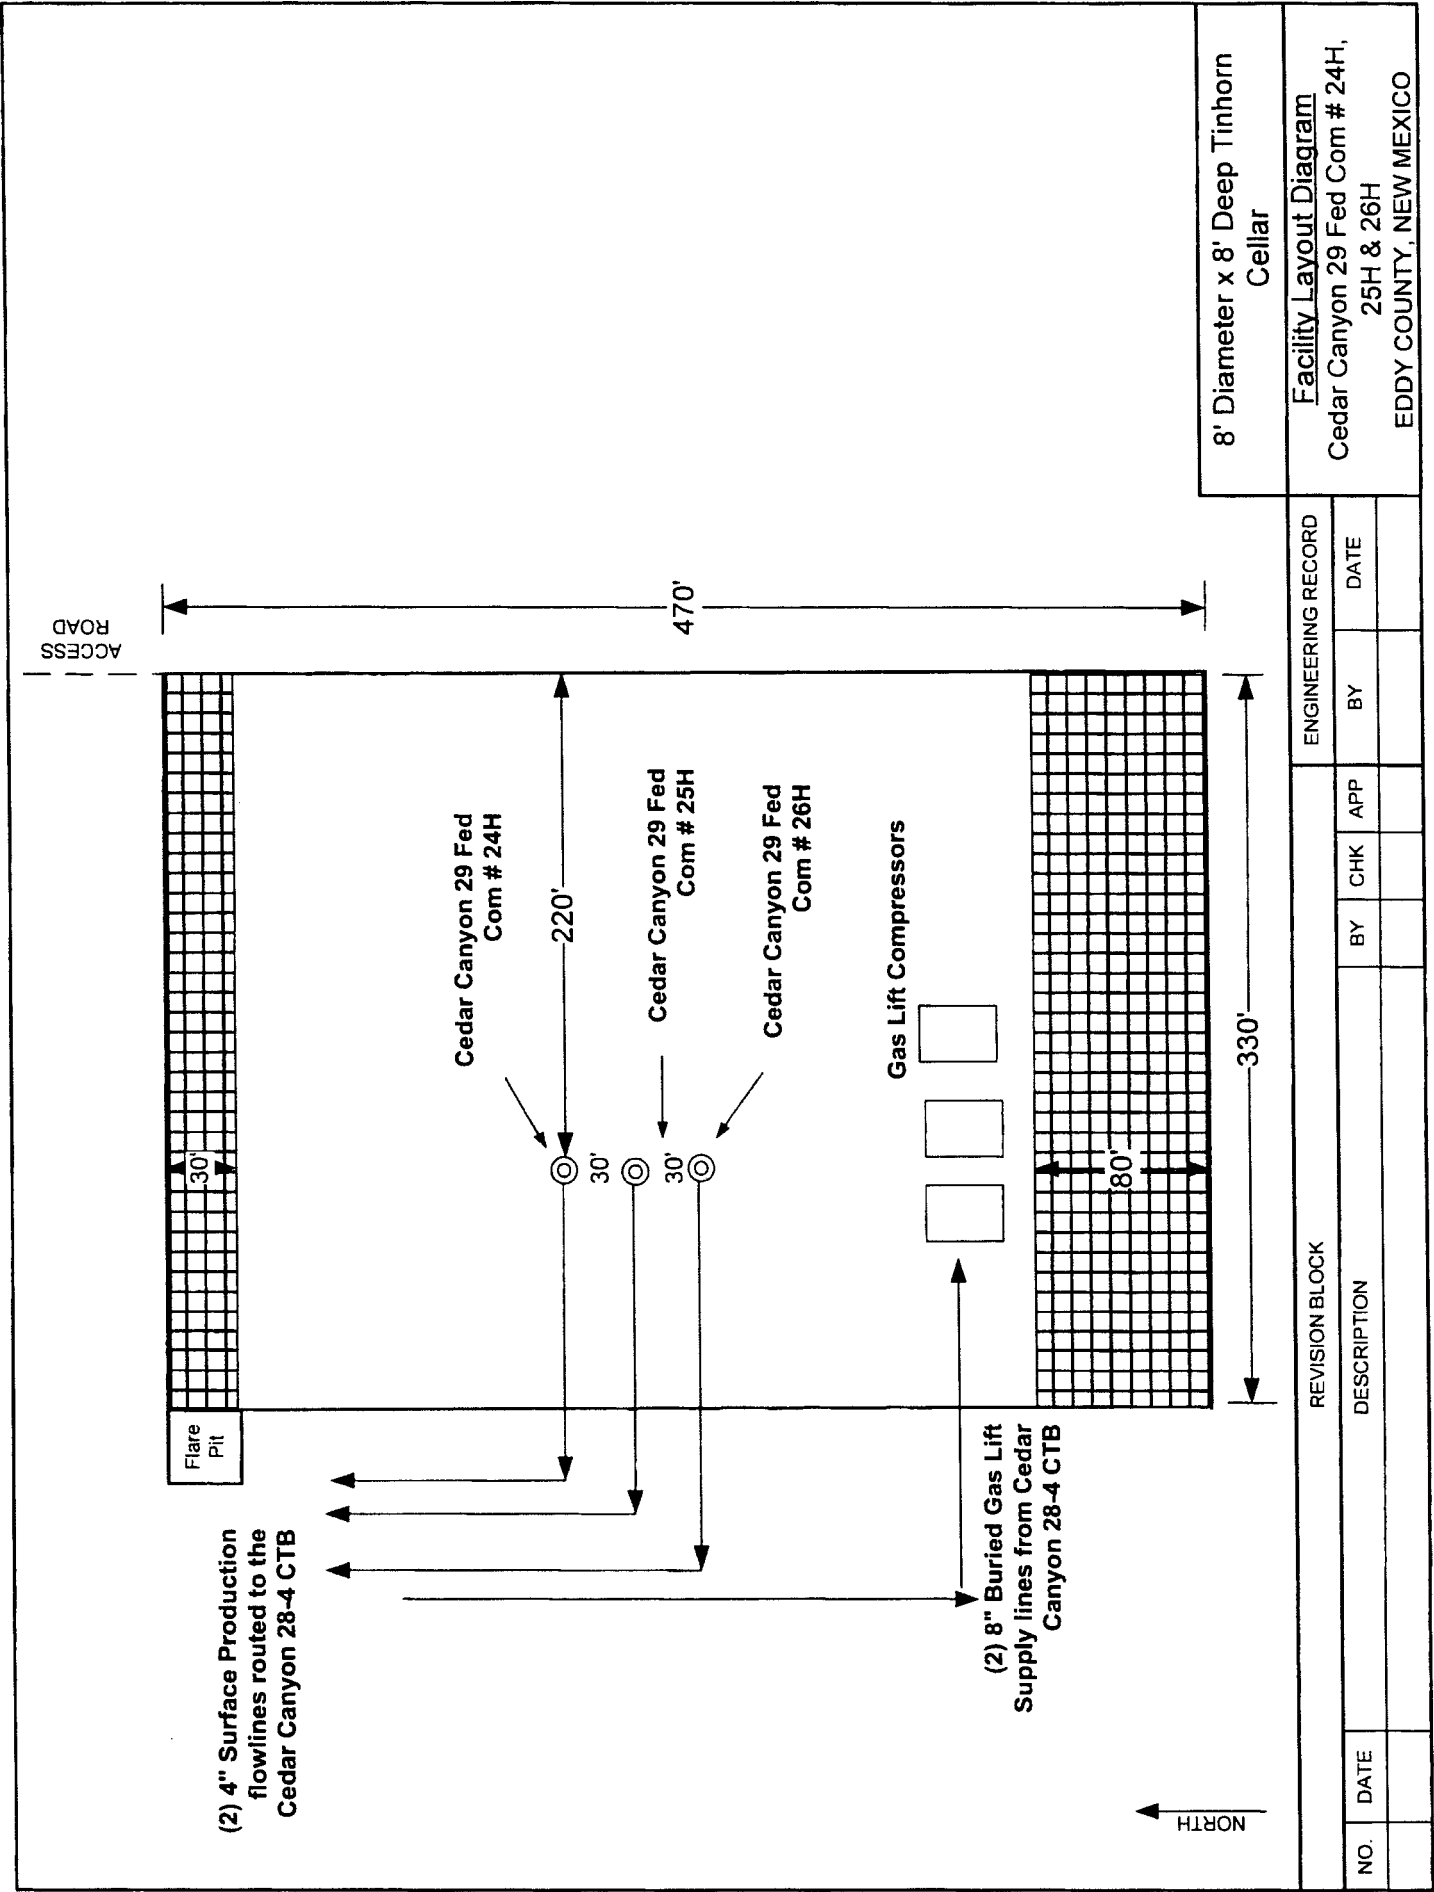 ACCESS
ROAD
Flare
Pit
30'
470'
(2) 4" Surface Production
flowlines routed to the
Cedar Canyon 28-4 CTB
Cedar Canyon 29 Fed
Com # 24H
220'
30'
Cedar Canyon 29 Fed
Com # 25H
30'
Cedar Canyon 29 Fed
Com # 26H
Gas Lift Compressors
(2) 8" Buried Gas Lift
Supply lines from Cedar
Canyon 28-4 CTB
80'
330'
NORTH
8' Diameter x 8' Deep Tinhorn
Cellar
REVISION BLOCK
ENGINEERING RECORD
NO.
DATE
DESCRIPTION
BY
CHK
APP
BY
DATE
Facility Layout Diagram
Cedar Canyon 29 Fed Com # 24H,
25H & 26H
EDDY COUNTY, NEW MEXICO